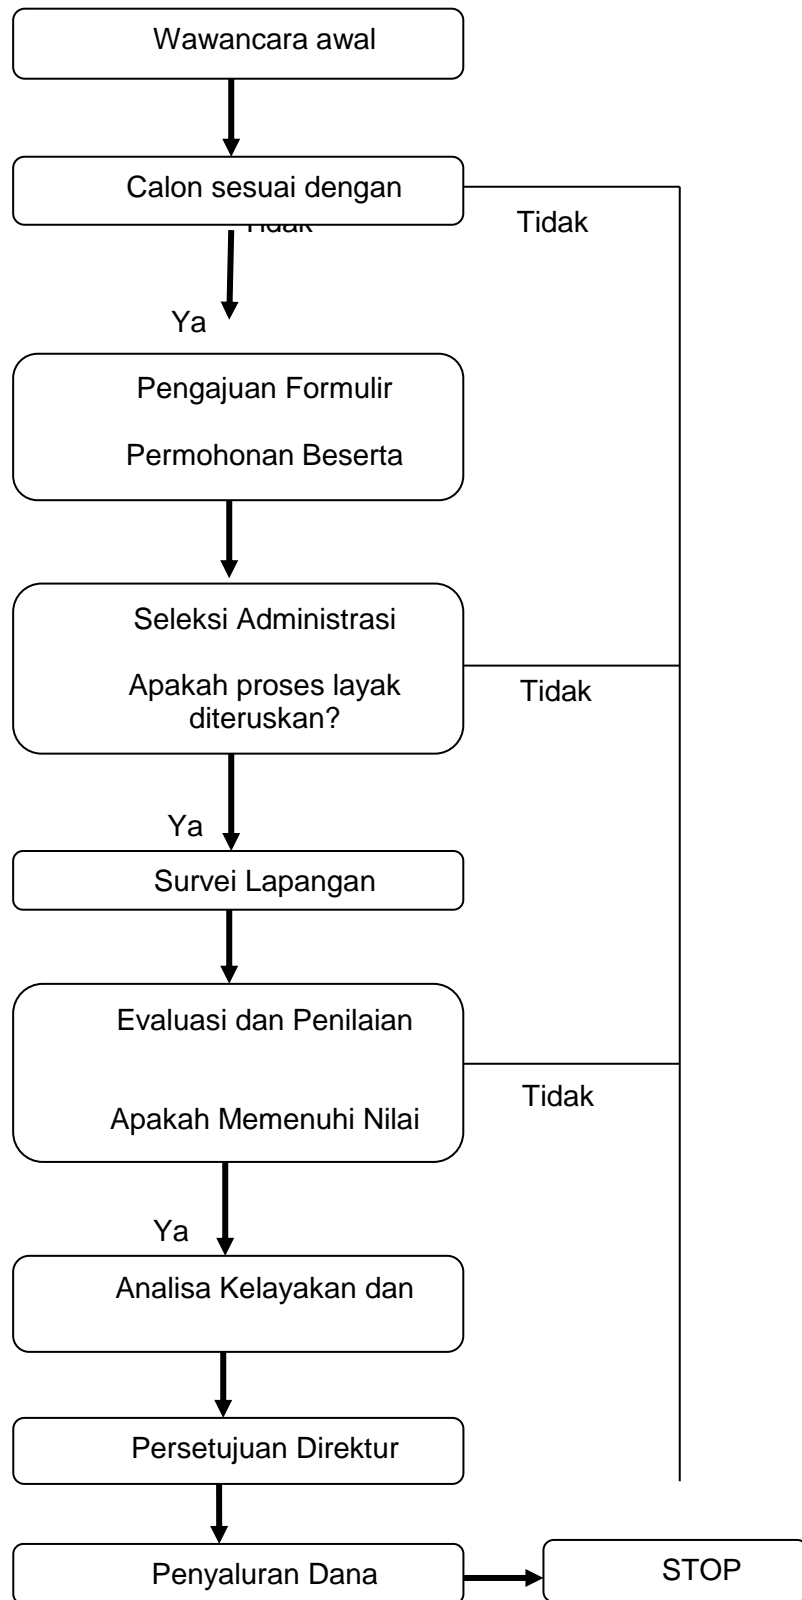 Wawancara awal
Calon sesuai dengan
Tidak
Tidak
Ya
Pengajuan Formulir
Permohonan Beserta
Seleksi Administrasi
Apakah proses layak
diteruskan?
Tidak
Ya
Survei Lapangan
Evaluasi dan Penilaian
Tidak
Apakah Memenuhi Nilai
Ya
Analisa Kelayakan dan
Persetujuan Direktur
Penyaluran Dana
STOP